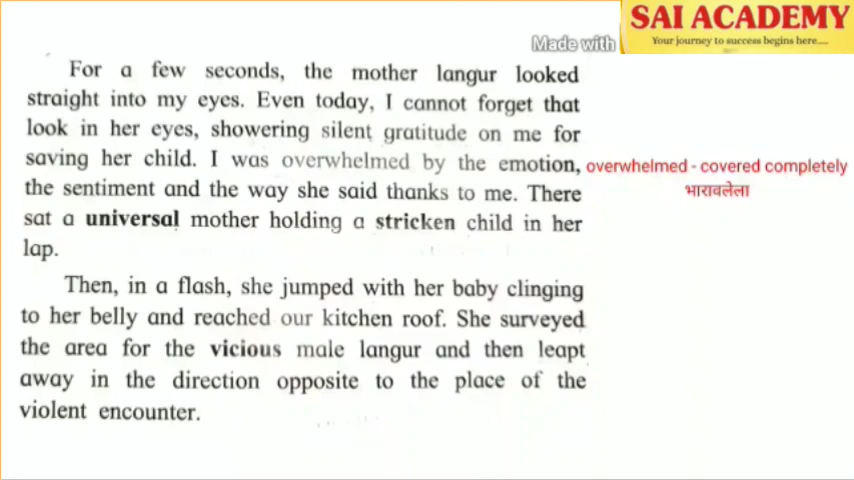 Made with
SAI ACADEMY
Your journey to success begins here....
For a few seconds, the mother langur looked
straight into my eyes. Even today, I cannot forget that
look in her eyes, showering silent gratitude on me for
saving her child. I was overwhelmed by the emotion,
the sentiment and the way she said thanks to me. There
sat a universal mother holding a stricken child in her
lap.
overwhelmed - covered completely
भारावलेला
Then, in a flash, she jumped with her baby clinging
to her belly and reached our kitchen roof. She surveyed
the area for the vicious male langur and then leapt
away in the direction opposite to the place of the
violent encounter.